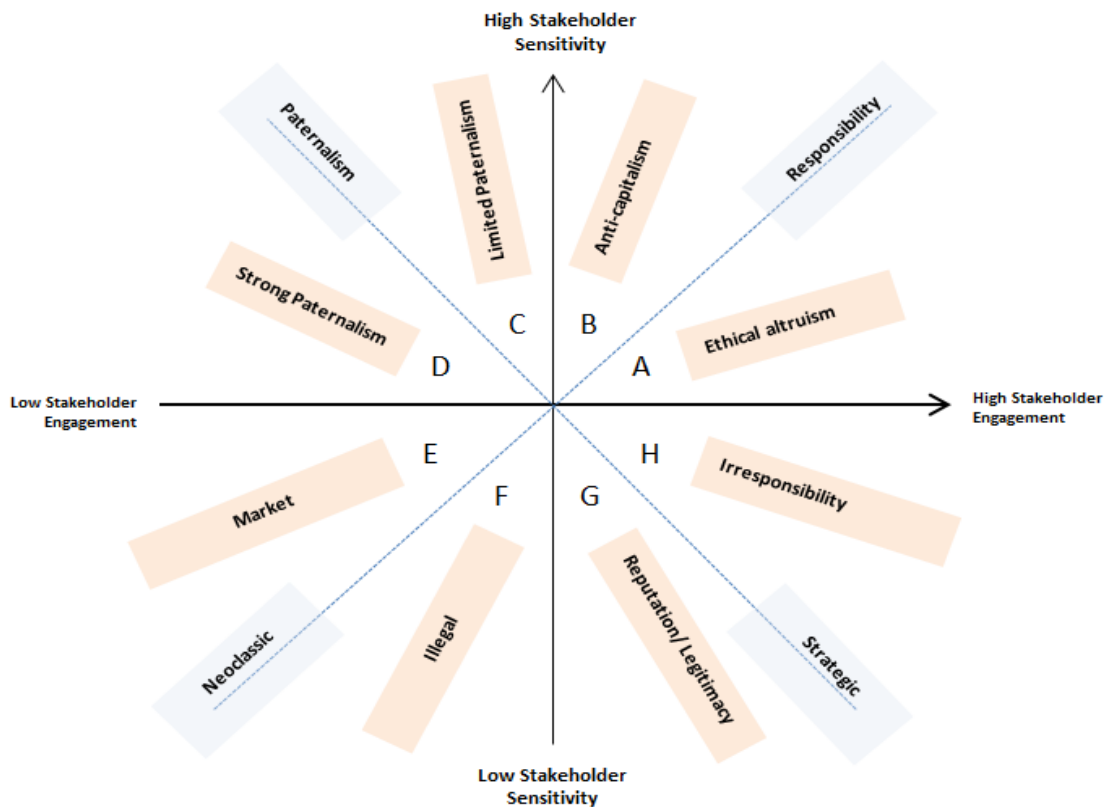 High Stakeholder
Sensitivity
Paternalism
Limited Paternalism
Anti-capitalism
Responsibility
Strong Paternalism
Ethical altruism
C
B
D
A
Low Stakeholder
Engagement
High Stakeholder
Engagement
E
H
F
G
Market
Irresponsibility
Neoclassic
Illegal
Reputation/ Legitimacy
Strategic
Low Stakeholder
Sensitivity